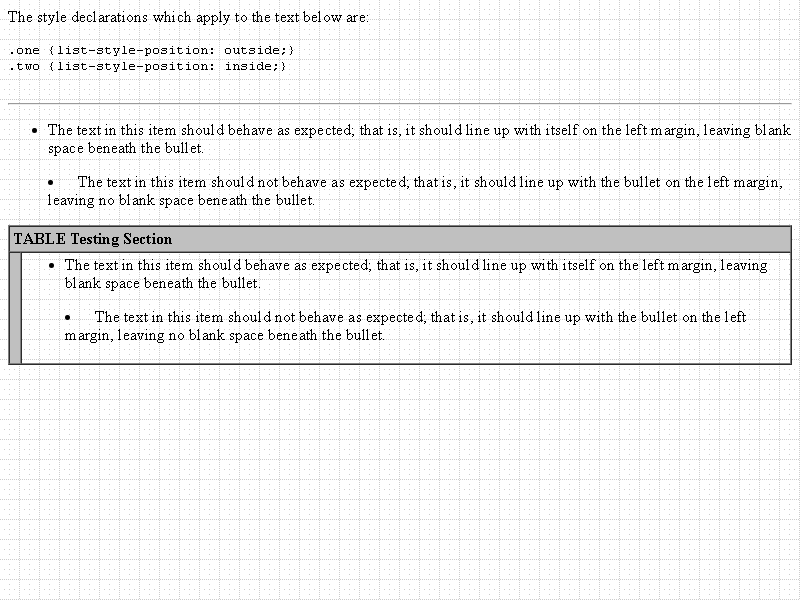 The style declarations which apply to the text below are:
.one {list-style-position: outside;}
.two {list-style-position: inside;}
• The text in this item should behave as expected; that is, it should line up with itself on the left margin, leaving blank
space beneath the bullet.
• The text in this item should not behave as expected; that is, it should line up with the bullet on the left margin,
leaving no blank space beneath the bullet.
TABLE Testing Section
• The text in this item should behave as expected; that is, it should line up with itself on the left margin, leaving
blank space beneath the bullet.
• The text in this item should not behave as expected; that is, it should line up with the bullet on the left
margin, leaving no blank space beneath the bullet.